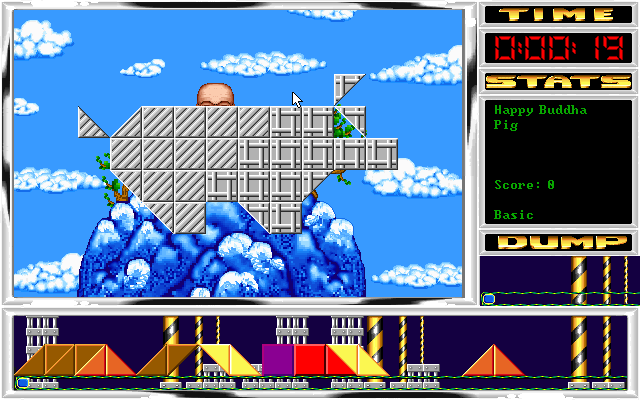 TIME
0:00:19
STATS
Happy Buddha
Pig
Score: 0
Basic
DUMP